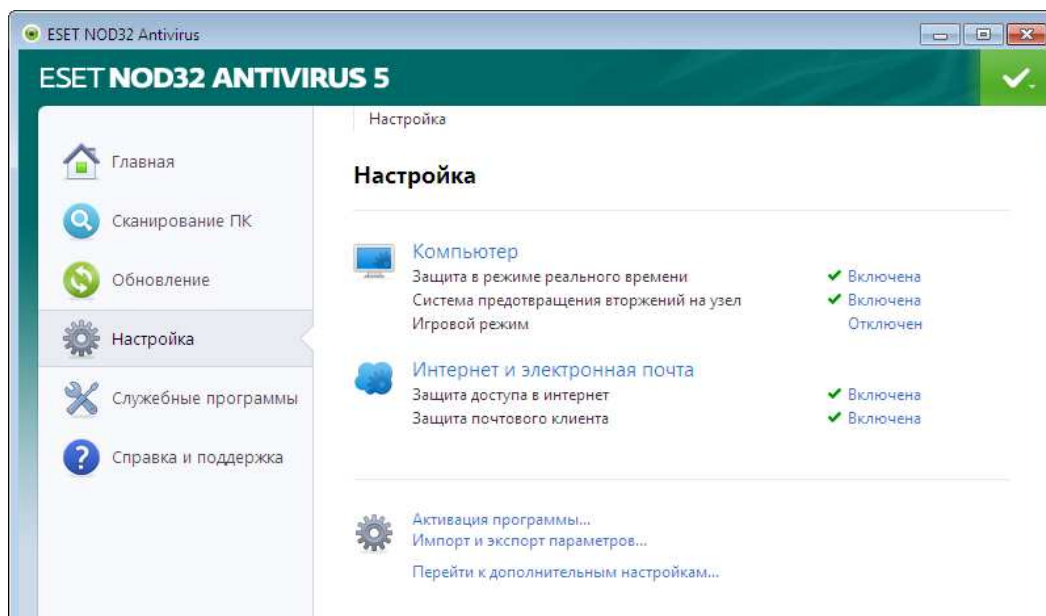 ESET NOD32 Antivirus
ESET NOD32 ANTIVIRUS 5
Настройка
Главная
Сканирование ПК
Обновление
Настройка
Служебные программы
Справка и поддержка
Настройка
Компьютер
Защита в режиме реального времени Включена
Система предотвращения вторжений на узел Включена
Игровой режим Отключен
Интернет и электронная почта
Защита доступа в интернет Включена
Защита почтового клиента Включена
Активация программы...
Импорт и экспорт параметров...
Перейти к дополнительным настройкам...